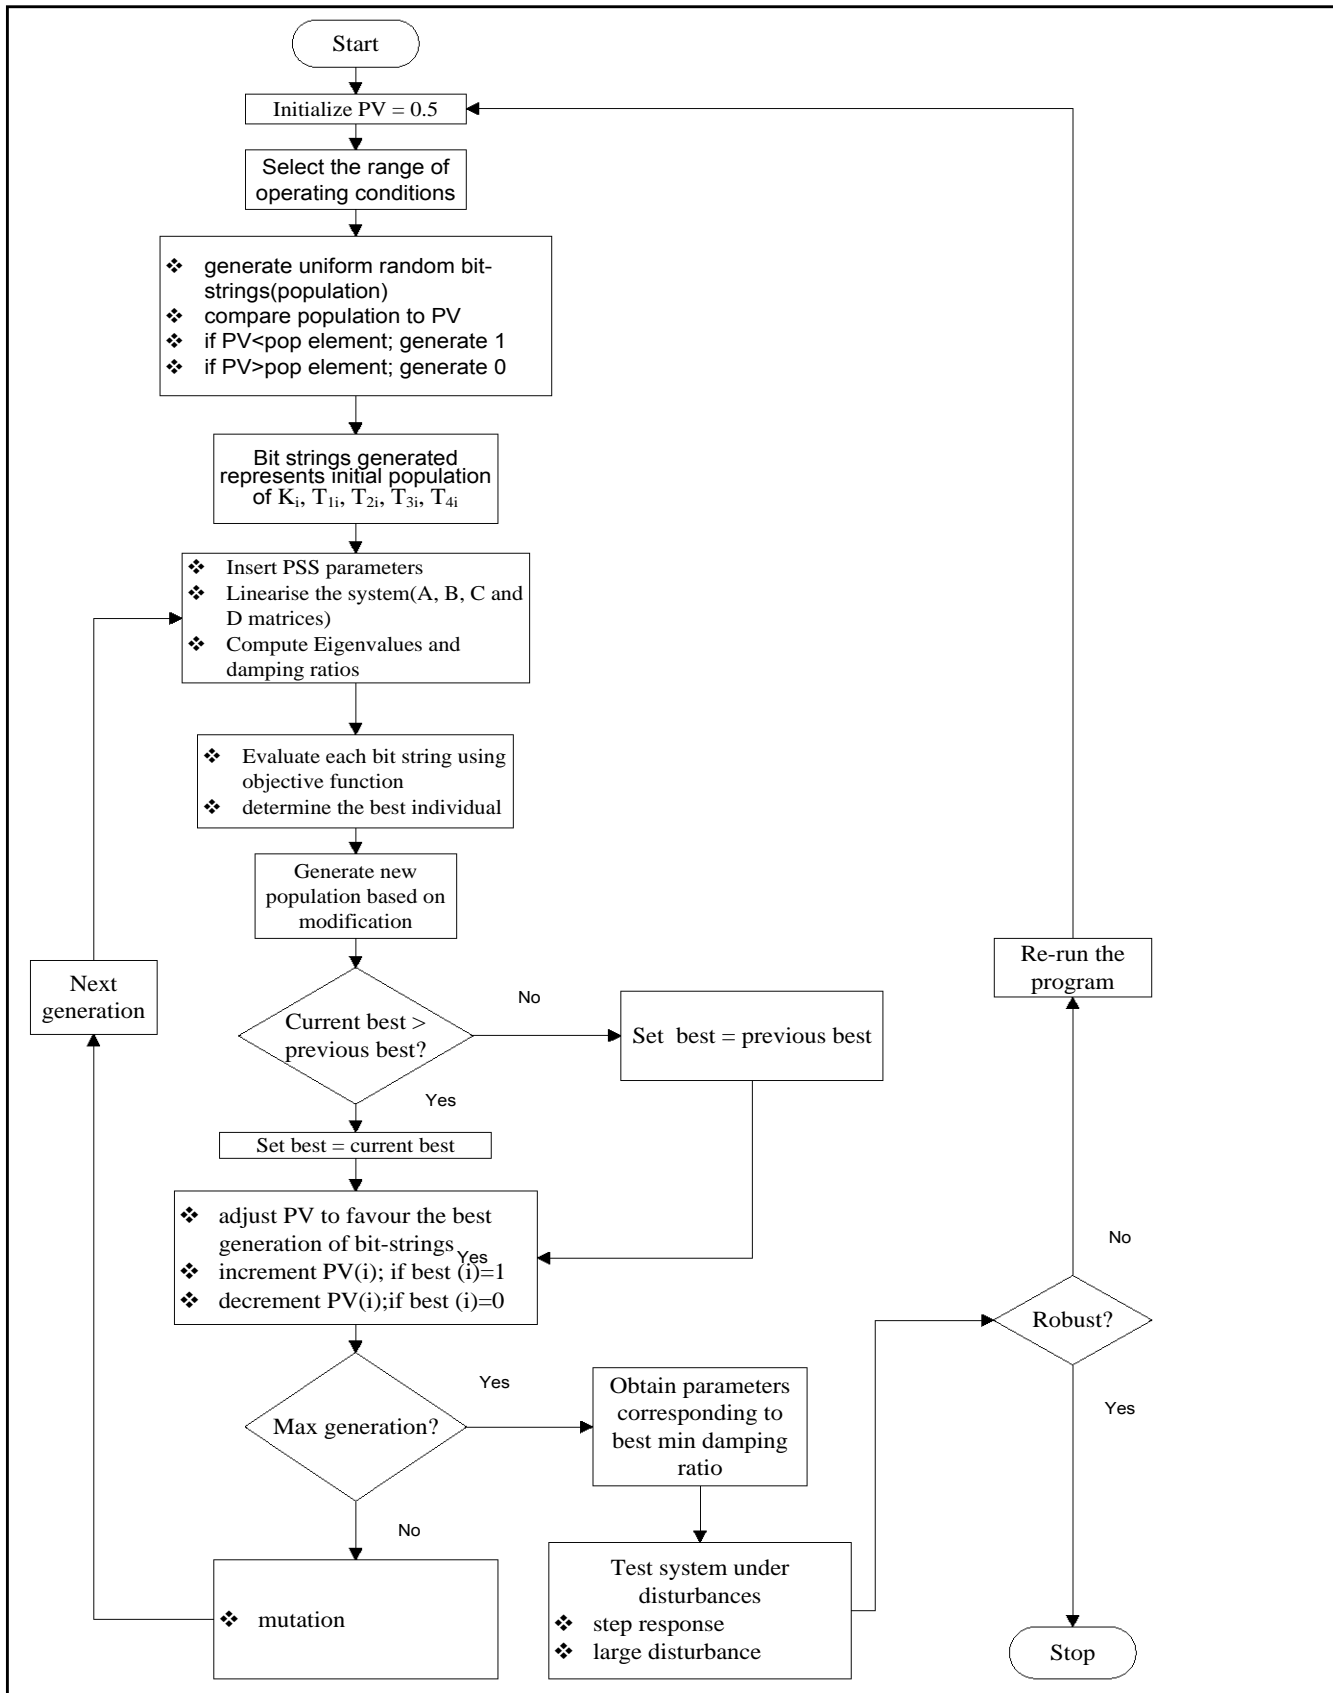 Start
Initialize PV = 0.5
Select the range of
operating conditions
❖ generate uniform random bit-
strings(population)
❖ compare population to PV
❖ if PV<pop element; generate 1
❖ if PV>pop element; generate 0
Bit strings generated
represents initial population
of Kᵢ, T₁ᵢ, T₂ᵢ, T₃ᵢ, T₄ᵢ
❖ Insert PSS parameters
❖ Linearise the system(A, B, C and
D matrices)
❖ Compute Eigenvalues and
damping ratios
❖ Evaluate each bit string using
objective function
❖ determine the best individual
Generate new
population based on
modification
Next
generation
Current best >
previous best?
No
Set best = previous best
Yes
Set best = current best
❖ adjust PV to favour the best
generation of bit-strings
Yes
❖ increment PV(i); if best (i)=1
❖ decrement PV(i);if best (i)=0
Max generation?
Yes
Obtain parameters
corresponding to
best min damping
ratio
No
❖ mutation
Test system under
disturbances
❖ step response
❖ large disturbance
Re-run the
program
No
Robust?
Yes
Stop